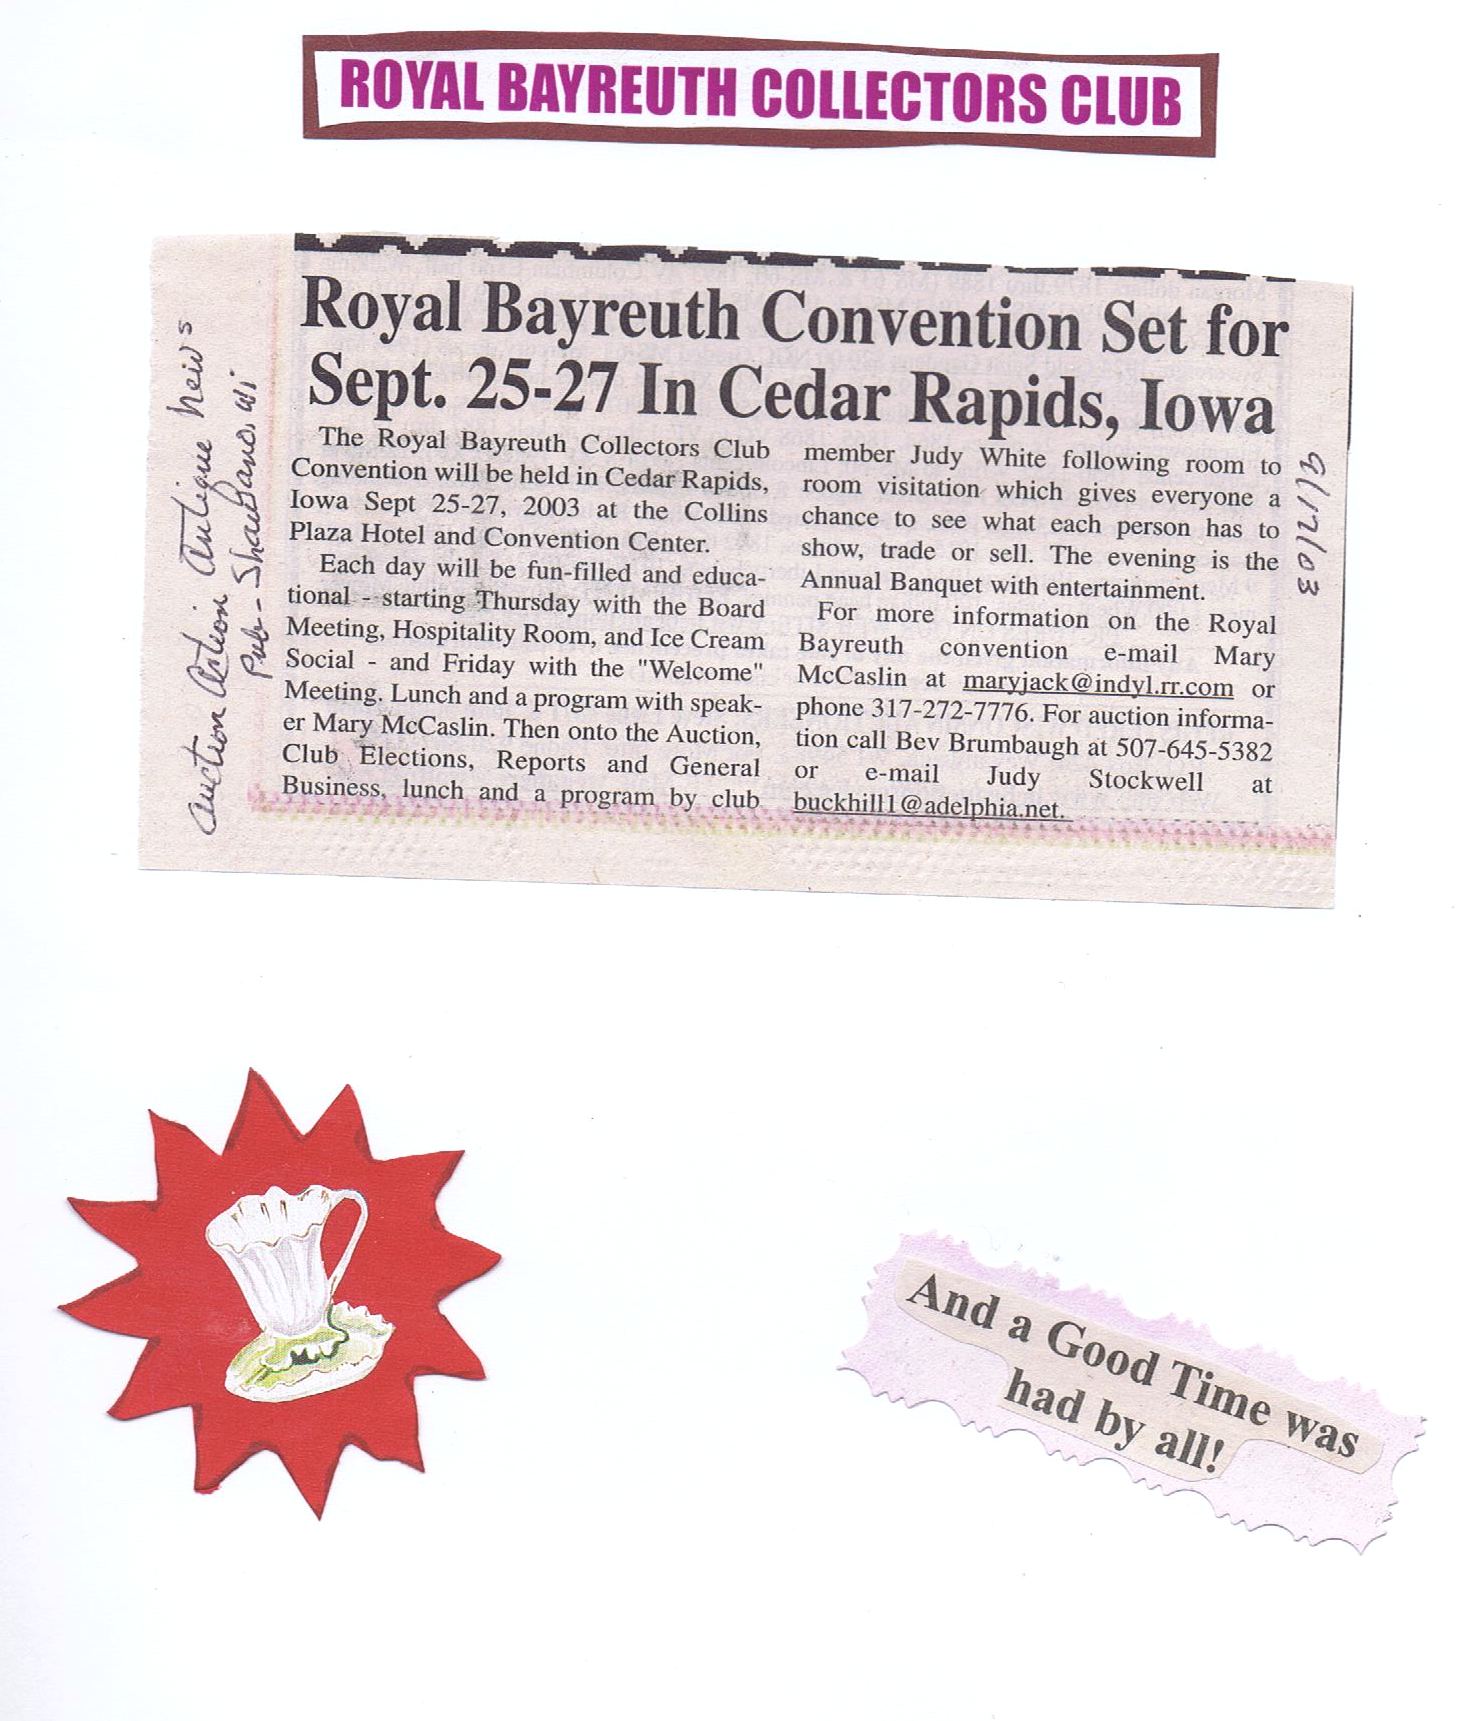 ROYAL BAYREUTH COLLECTORS CLUB
Auction Action Antique News
Pub - Shawano, Wi
Royal Bayreuth Convention Set for
Sept. 25-27 In Cedar Rapids, Iowa
The Royal Bayreuth Collectors Club
Convention will be held in Cedar Rapids,
Iowa Sept 25-27, 2003 at the Collins
Plaza Hotel and Convention Center.
Each day will be fun-filled and educa-
tional - starting Thursday with the Board
Meeting, Hospitality Room, and Ice Cream
Social - and Friday with the "Welcome"
Meeting. Lunch and a program with speak-
er Mary McCaslin. Then onto the Auction,
Club Elections, Reports and General
Business, lunch and a program by club
member Judy White following room to
room visitation which gives everyone a
chance to see what each person has to
show, trade or sell. The evening is the
Annual Banquet with entertainment.
For more information on the Royal
Bayreuth convention e-mail Mary
McCaslin at maryjack@indyl.rr.com or
phone 317-272-7776. For auction informa-
tion call Bev Brumbaugh at 507-645-5382
or e-mail Judy Stockwell at
buckhill1@adelphia.net.
9/17/03
And a Good Time was
had by all!